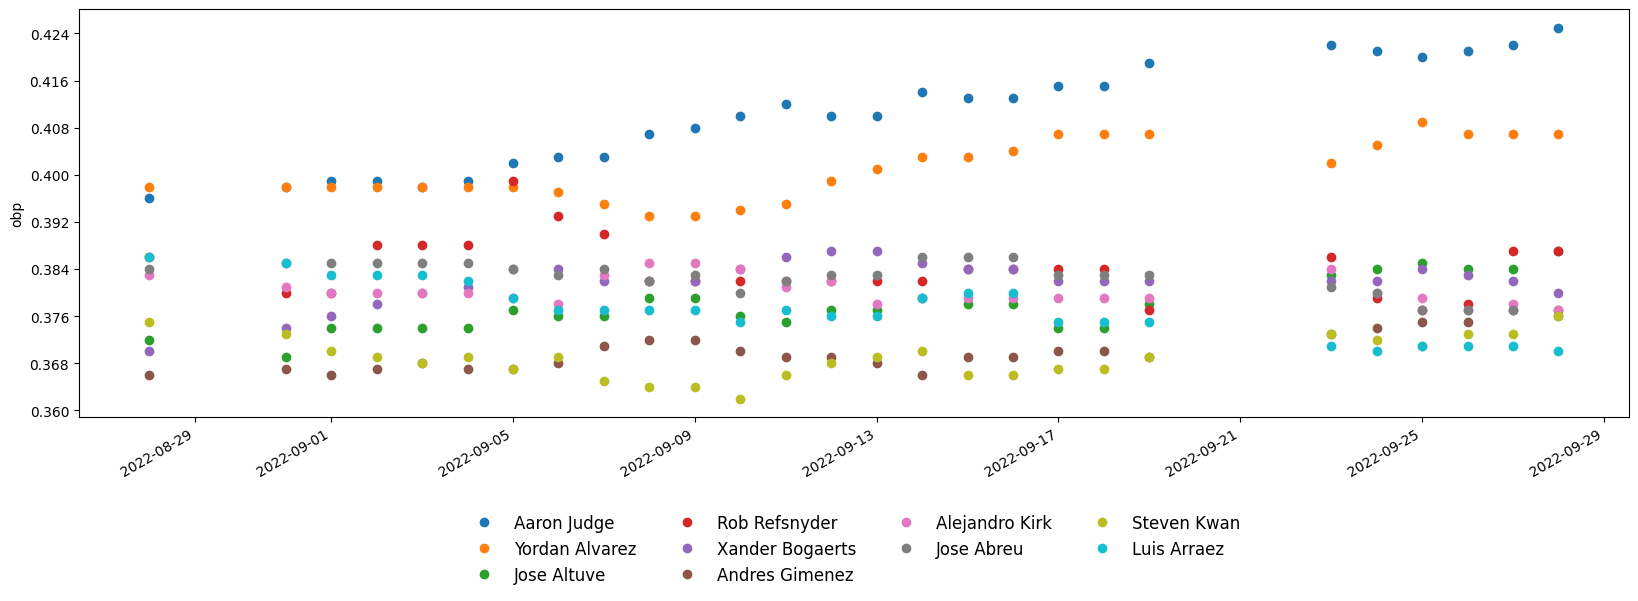 0.424
0.416
0.408
0.400
0.392
0.384
0.376
0.368
0.360
obp
2022-08-29
2022-09-01
2022-09-05
2022-09-09
2022-09-13
2022-09-17
2022-09-21
2022-09-25
2022-09-29
Aaron Judge
Yordan Alvarez
Jose Altuve
Rob Refsnyder
Xander Bogaerts
Andres Gimenez
Alejandro Kirk
Jose Abreu
Steven Kwan
Luis Arraez